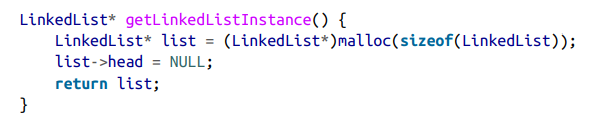 LinkedList* getLinkedListInstance() {
    LinkedList* list = (LinkedList*)malloc(sizeof(LinkedList));
    list->head = NULL;
    return list;
}